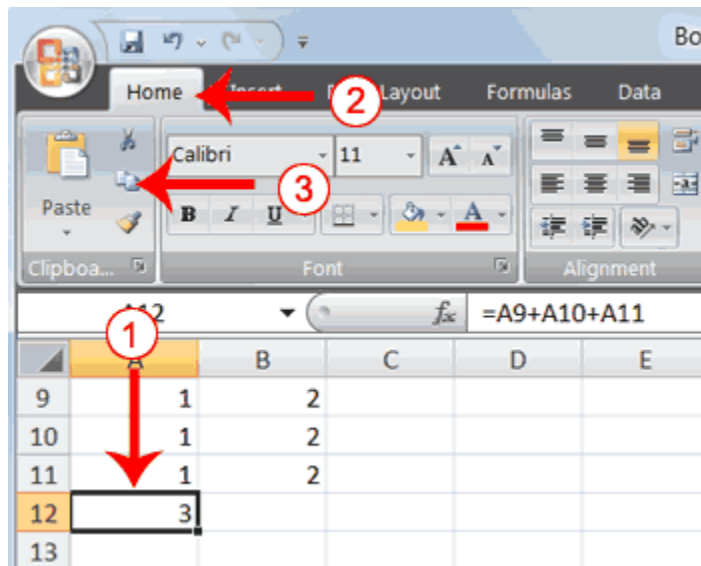 Bo
Home Layout Formulas Data
2
Calibri 11 A A
3
Paste
B I U A
Clipboa... Font Alignment
fx =A9+A10+A11
1
A B C D E
9 1 2
10 1 2
11 1 2
12 3
13